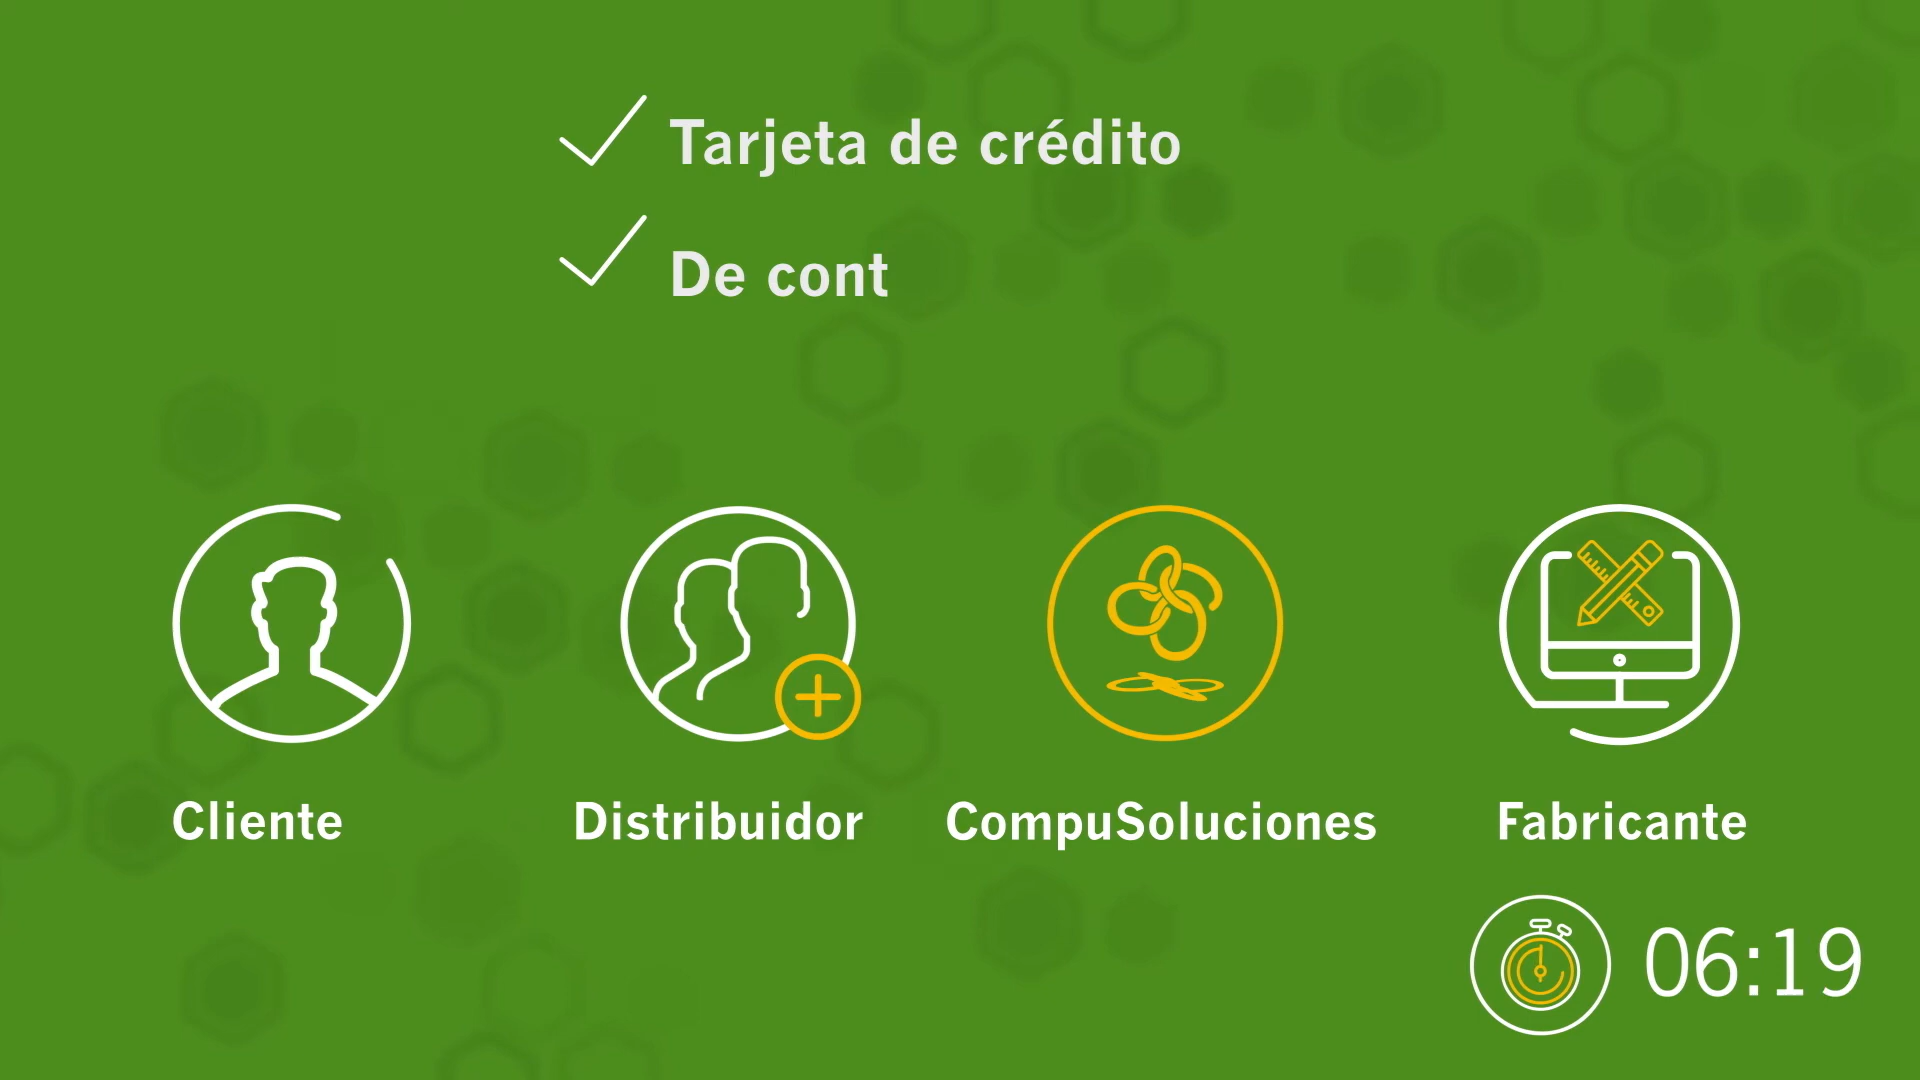 Tarjeta de crédito
De cont
Cliente
Distribuidor
CompuSoluciones
Fabricante
06:19